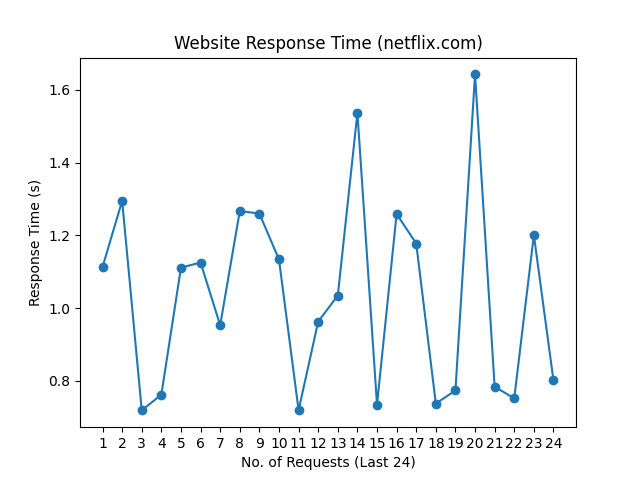 Website Response Time (netflix.com)
Response Time (s)
1.6
1.4
1.2
1.0
0.8
1 2 3 4 5 6 7 8 9 10 11 12 13 14 15 16 17 18 19 20 21 22 23 24
No. of Requests (Last 24)